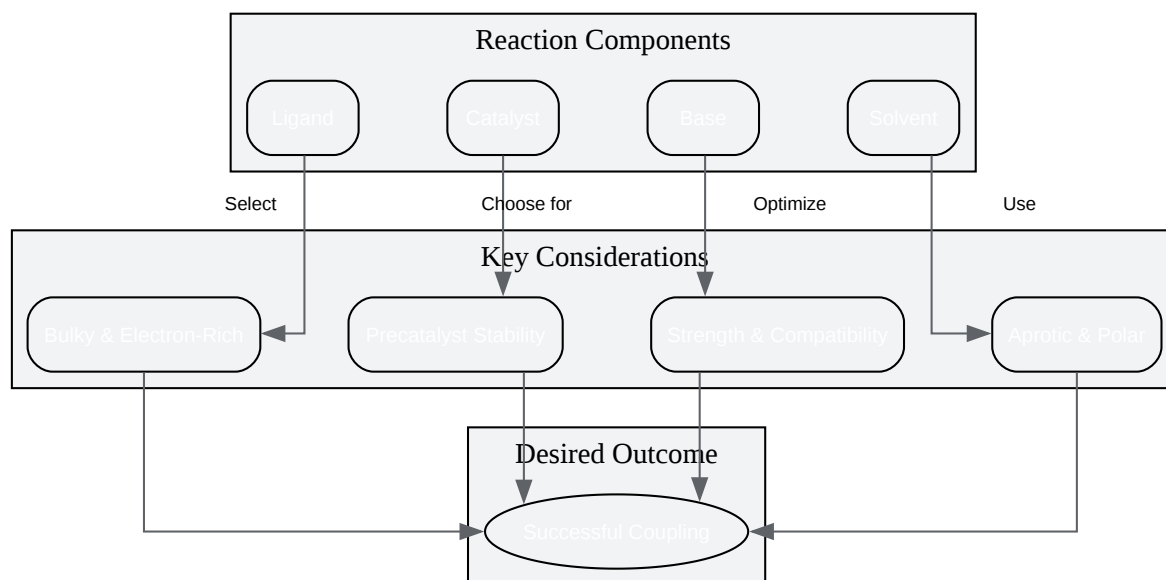 Reaction Components
Ligand
Catalyst
Base
Solvent
Select
Choose for
Optimize
Use
Key Considerations
Bulky & Electron-Rich
Precatalyst Stability
Strength & Compatibility
Aprotic & Polar
Desired Outcome
Successful Coupling